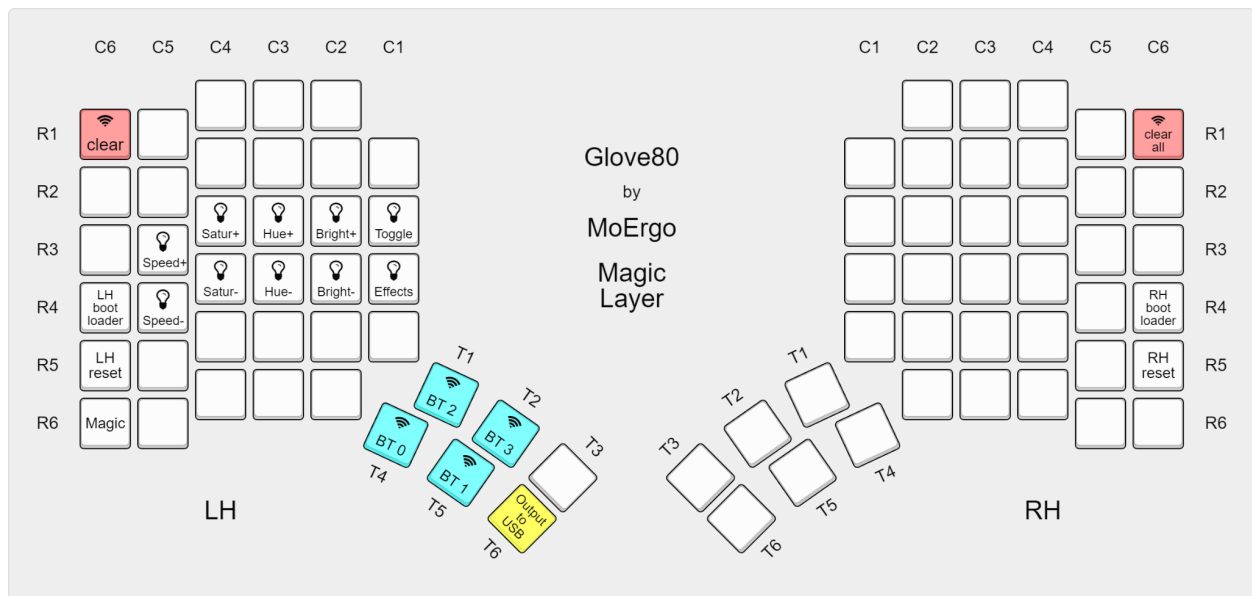 C6 C5 C4 C3 C2 C1
C1 C2 C3 C4 C5 C6
R1
clear
R2
R3
Speed+
Satur+
Hue+
Bright+
Toggle
R4
LH
boot
loader
Speed-
Satur-
Hue-
Bright-
Effects
R5
LH
reset
R6
Magic
T1
BT 2
T2
BT 3
T3
BT 0
T4
BT 1
T5
Output
to
USB
T6
LH
Glove80
by
MoErgo
Magic
Layer
clear
all
R1
R2
R3
RH
boot
loader
R4
RH
reset
R5
R6
T1
T2
T3
T4
T5
T6
RH